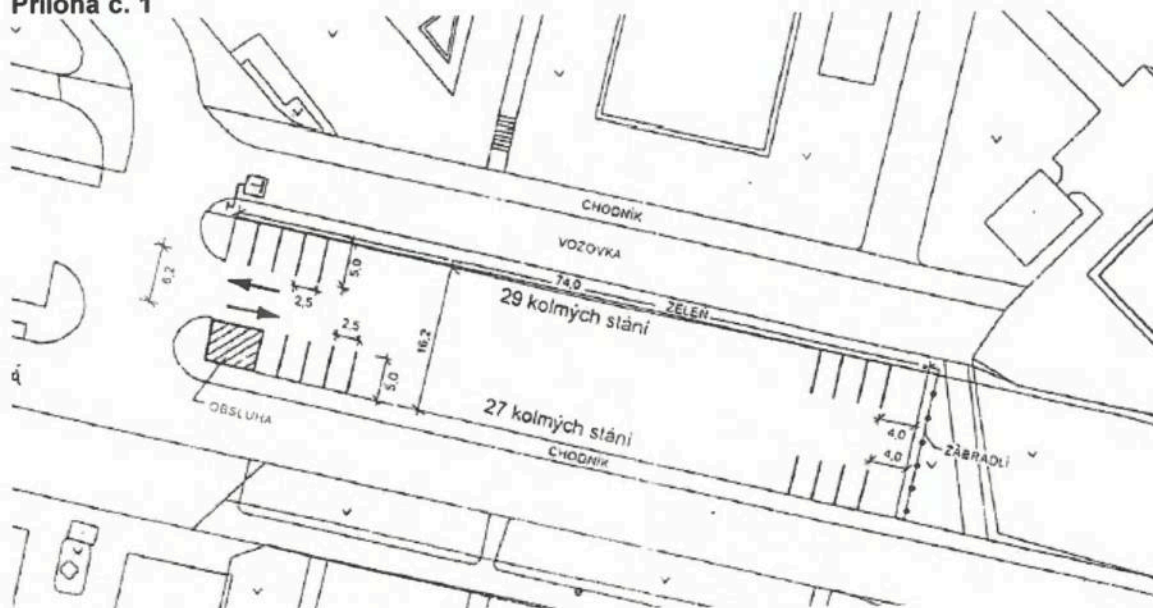 Příloha č. 1
CHODNÍK
VOZOVKA
6,2
5,0
2,5
74,0
ZELEŇ
29 kolmých stání
16,2
2,5
5,0
27 kolmých stání
OBSLUHA
CHODNÍK
4,0
4,0
ZÁBRADLÍ
á